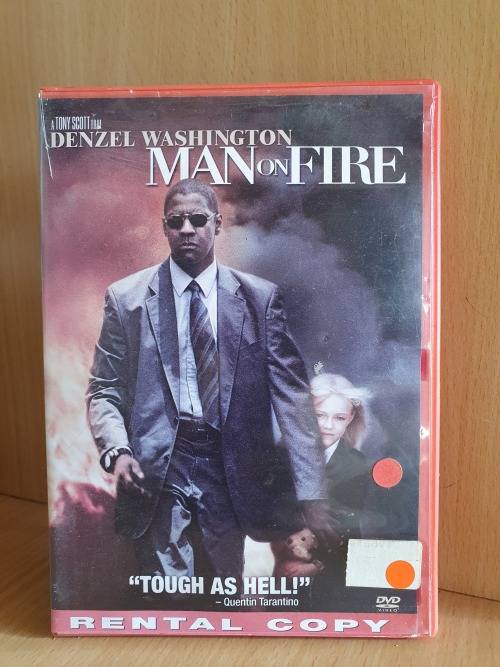 A TONY SCOTT FILM
DENZEL WASHINGTON
MAN ON FIRE
"TOUGH AS HELL!"
– Quentin Tarantino
DVD
VIDEO
RENTAL COPY